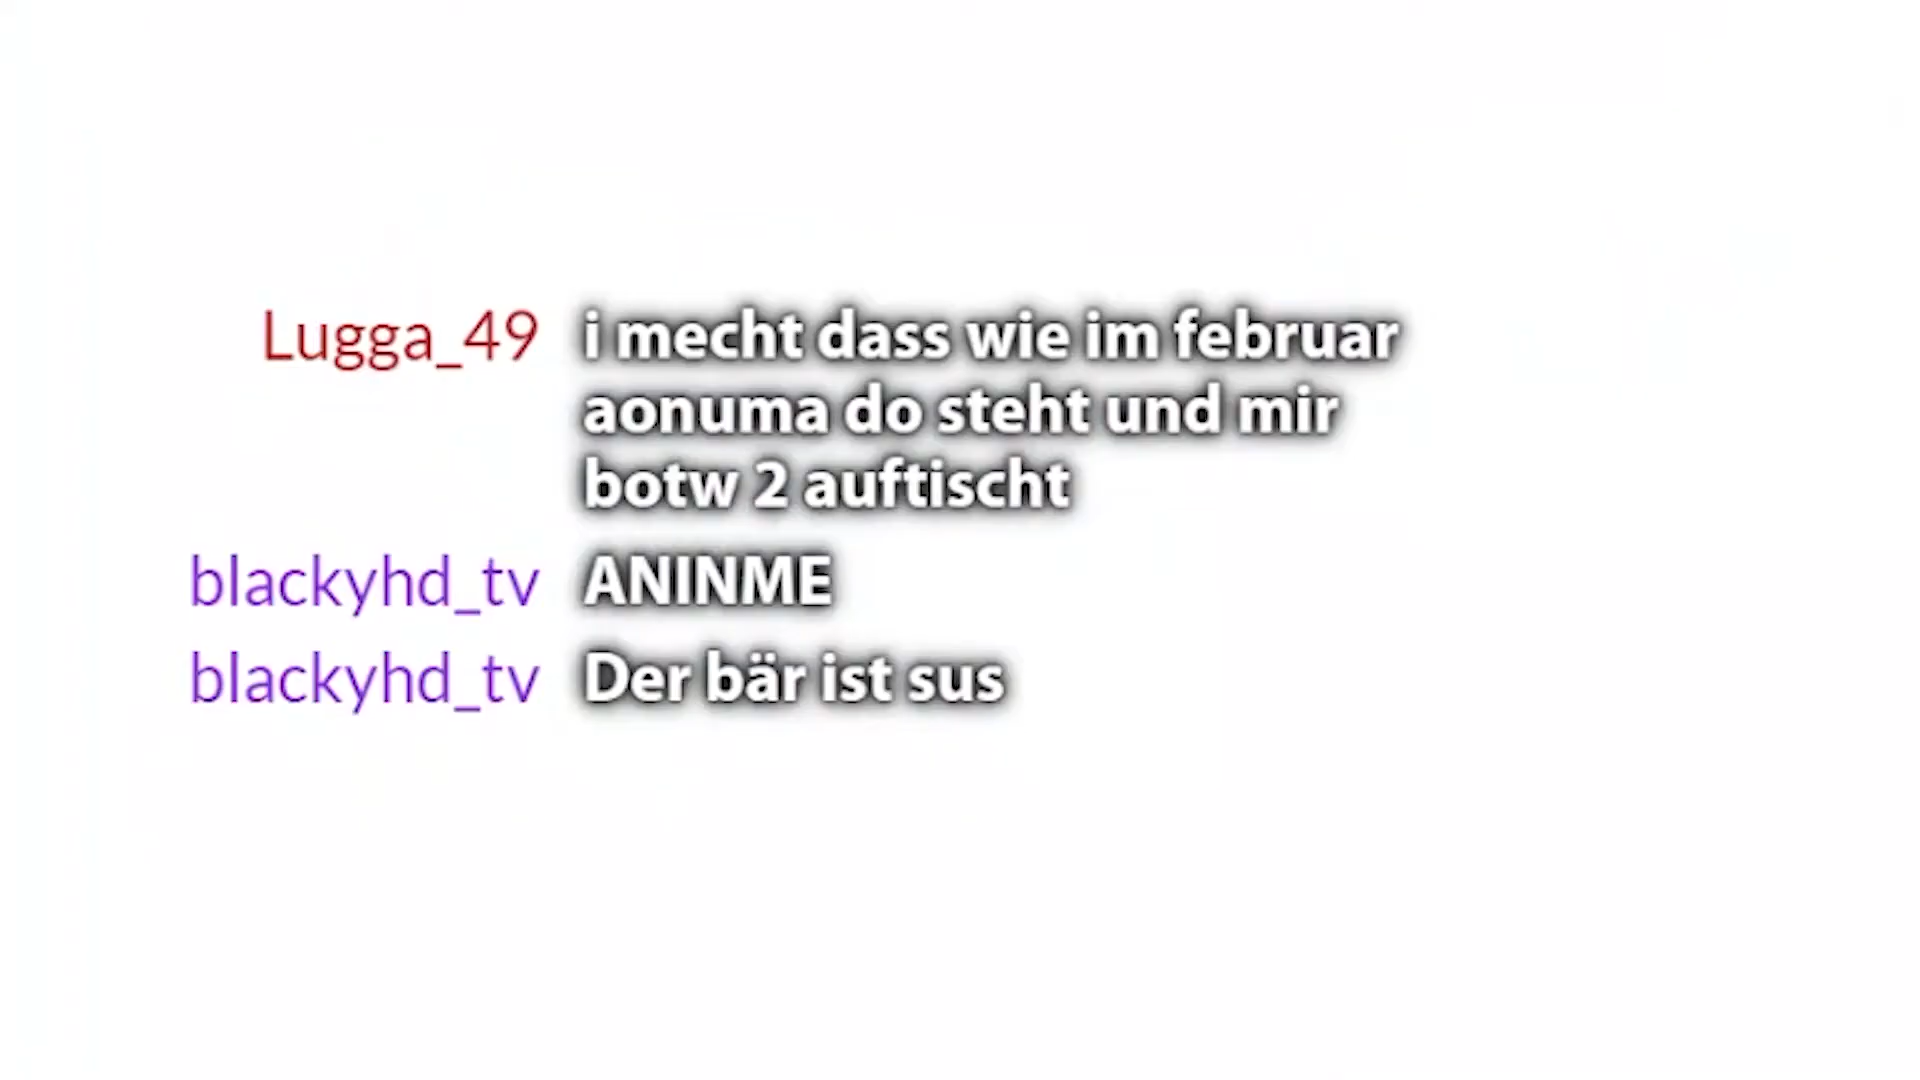 Lugga_49 i mecht dass wie im februar
aonuma do steht und mir
botw 2 auftischt
blackyhd_tv ANINME
blackyhd_tv Der bär ist sus